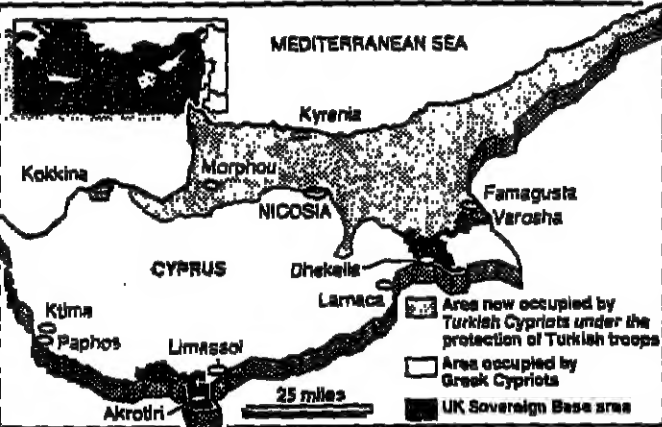 MEDITERRANEAN SEA
Kyrenia
Kokkina
Morphou
NICOSIA
Famagusta
Varosha
CYPRUS
Dhekelia
Larnaca
Ktima
Paphos
Limassol
Akrotiri
25 miles
Area now occupied by
Turkish Cypriots under the
protection of Turkish troops
Area occupied by
Greek Cypriots
UK Sovereign Base area